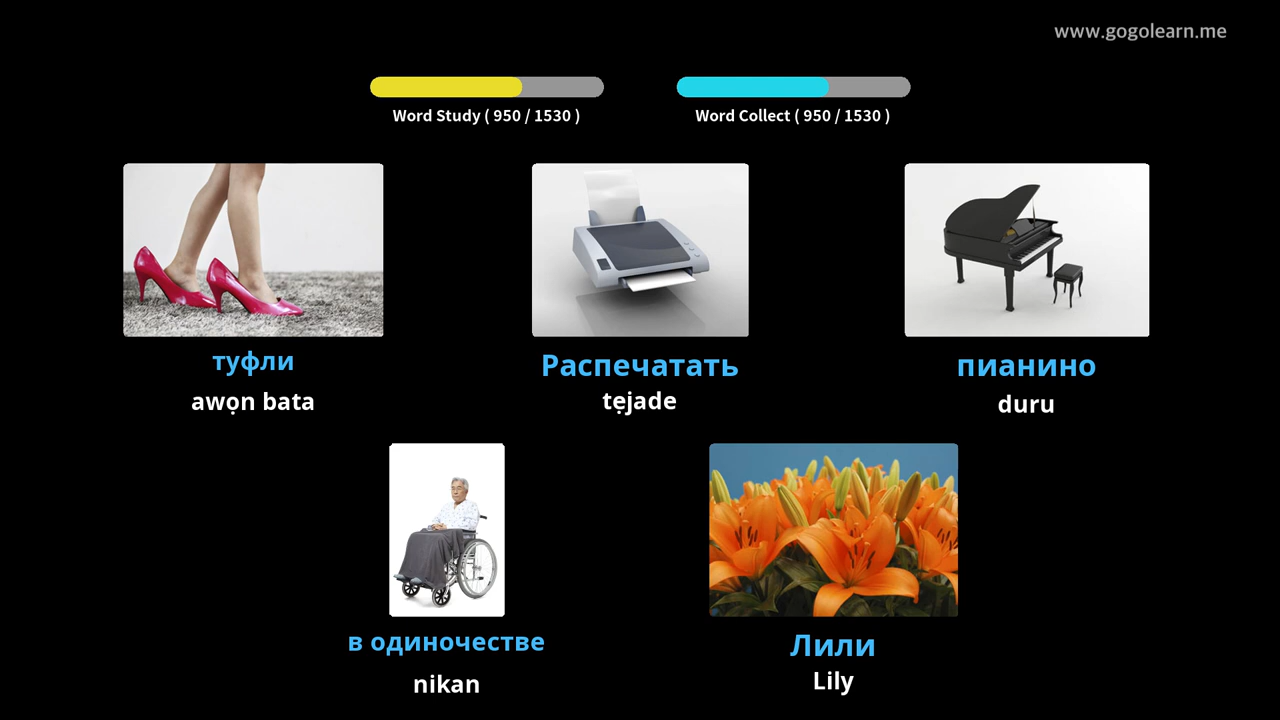 www.gogolearn.me
Word Study ( 950 / 1530 )
Word Collect ( 950 / 1530 )
туфли
Распечатать
пианино
awọn bata
tẹjade
duru
в одиночестве
Лили
nikan
Lily